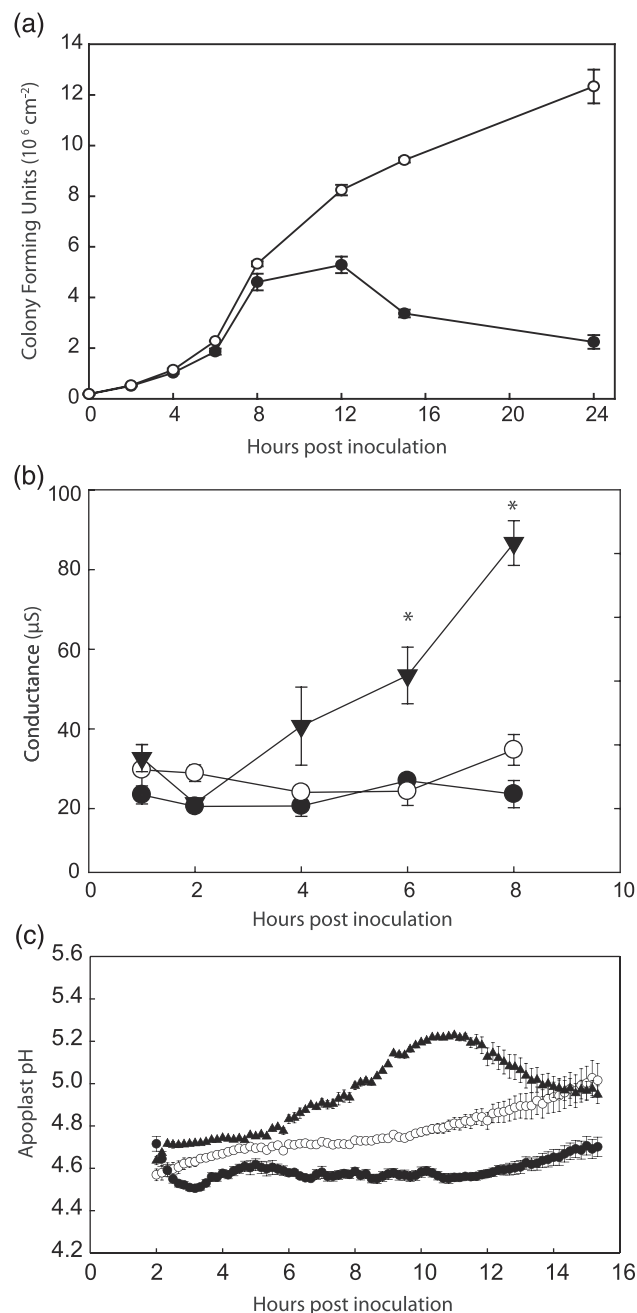 (a)
14
12
10
8
6
4
2
0
Colony Forming Units (10⁶ cm⁻²)
0 4 8 12 16 20 24
Hours post inoculation
(b)
100
80
60
40
20
0
Conductance (µS)
*
*
0 2 4 6 8 10
Hours post inoculation
(c)
5.6
5.4
5.2
5.0
4.8
4.6
4.4
4.2
Apoplast pH
0 2 4 6 8 10 12 14 16
Hours post inoculation